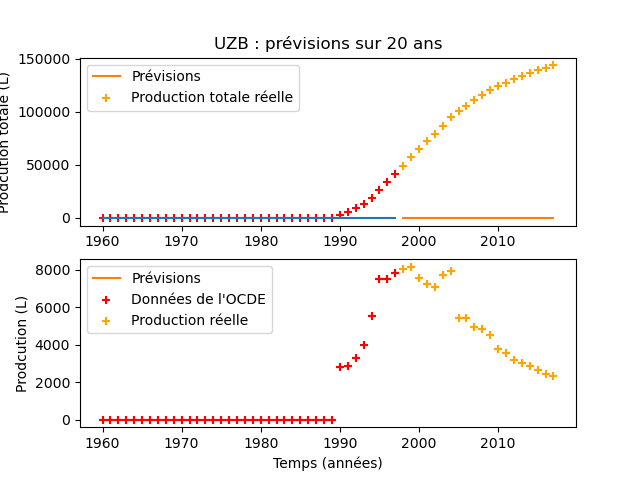 UZB : prévisions sur 20 ans
Prodcution totale (L)
150000
100000
50000
0
Prévisions
Production totale réelle
1960 1970 1980 1990 2000 2010
Prodcution (L)
8000
6000
4000
2000
0
Prévisions
Données de l'OCDE
Production réelle
1960 1970 1980 1990 2000 2010
Temps (années)